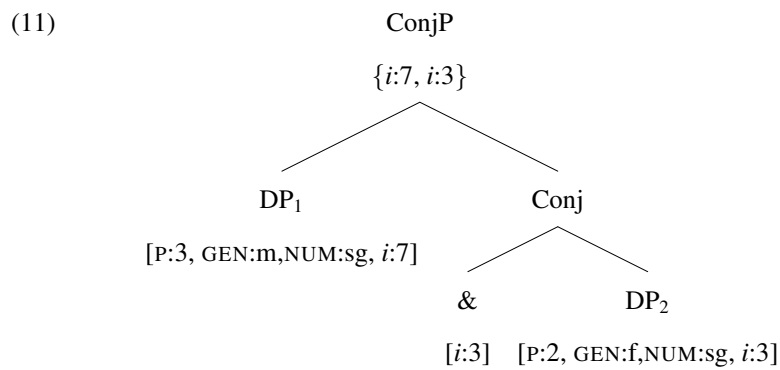 (11) ConjP
{i:7, i:3}
DP₁ Conj
[P:3, GEN:m,NUM:sg, i:7]
& DP₂
[i:3] [P:2, GEN:f,NUM:sg, i:3]